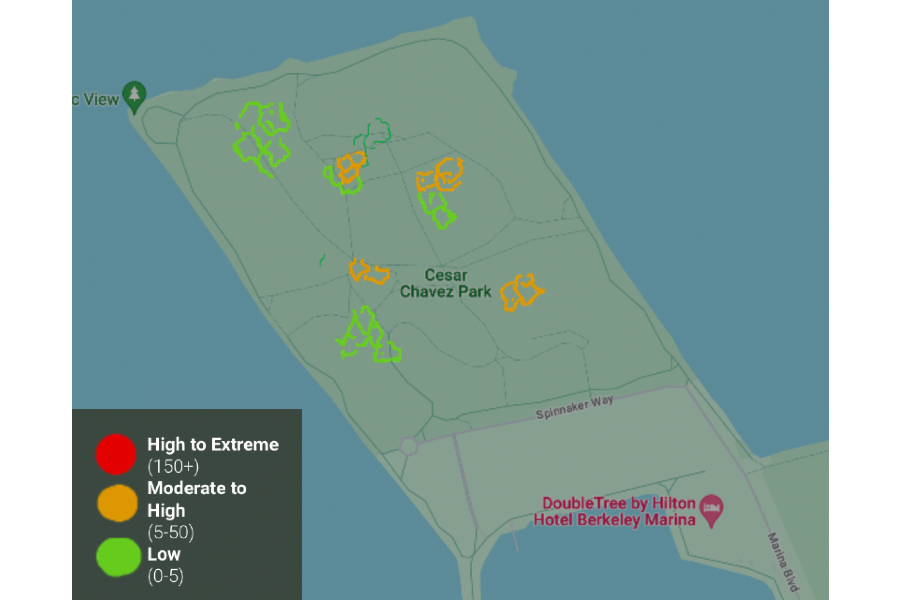 c View
Cesar
Chavez Park
Spinnaker Way
DoubleTree by Hilton
Hotel Berkeley Marina
Marina Blvd
High to Extreme
(150+)
Moderate to
High
(5-50)
Low
(0-5)